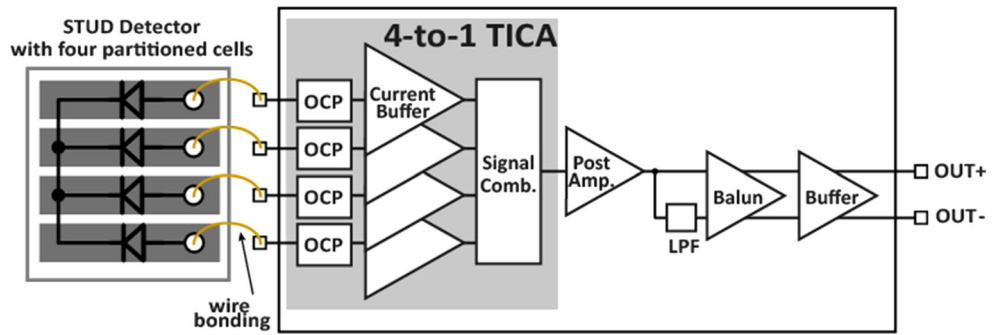 STUD Detector
with four partitioned cells
4-to-1 TICA
OCP
OCP
OCP
OCP
Current
Buffer
Signal
Comb.
Post
Amp.
LPF
Balun
Buffer
OUT+
OUT-
wire
bonding